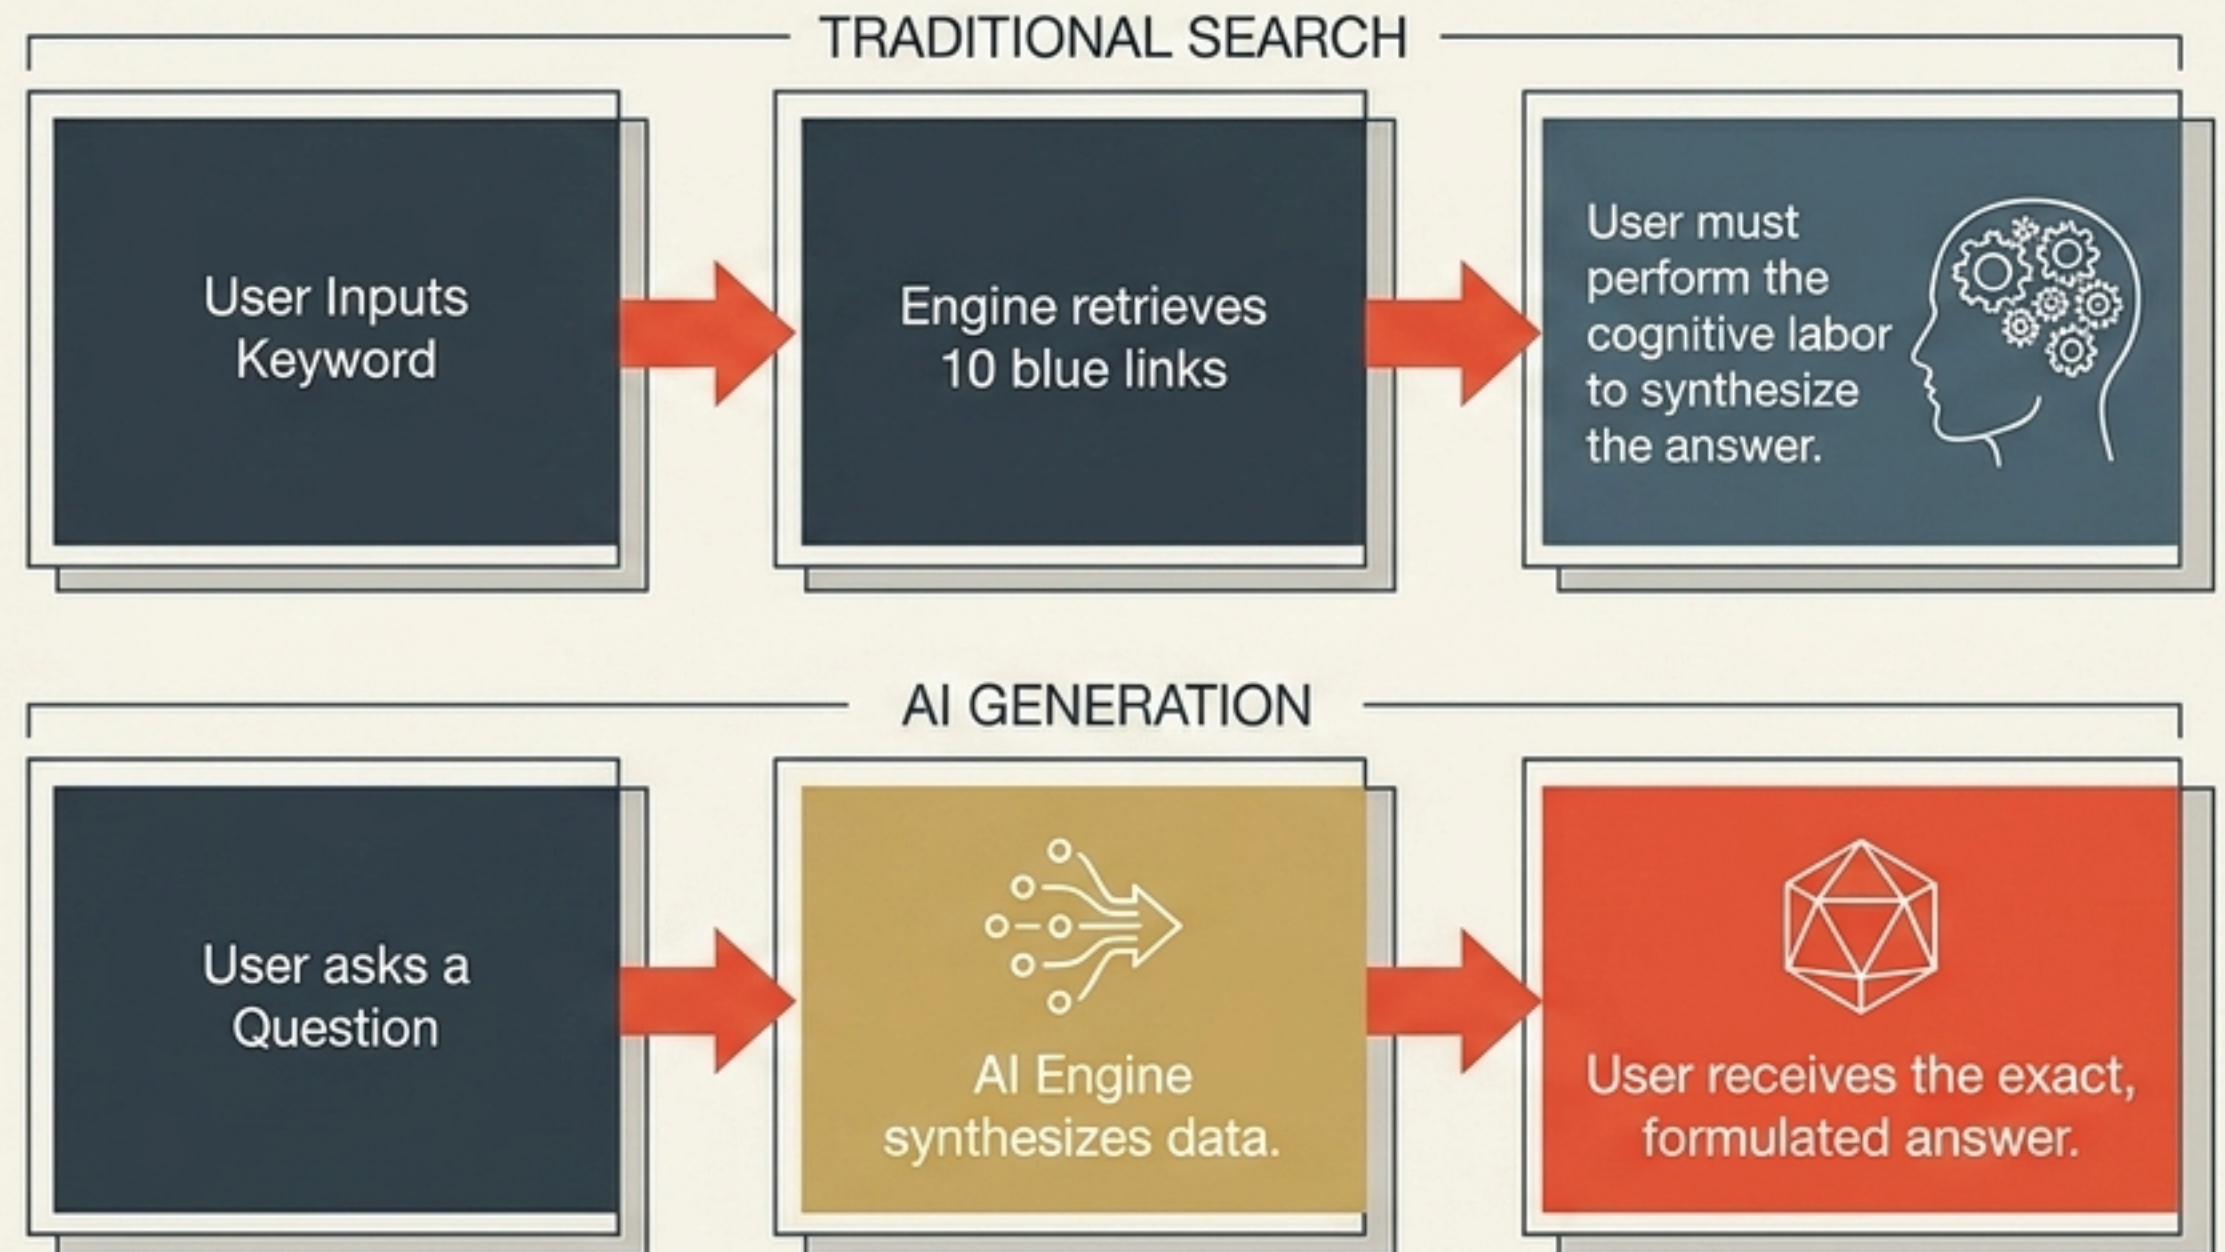 TRADITIONAL SEARCH
User Inputs
Keyword
Engine retrieves
10 blue links
User must
perform the
cognitive labor
to synthesize
the answer.
AI GENERATION
User asks a
Question
AI Engine
synthesizes data.
User receives the exact,
formulated answer.